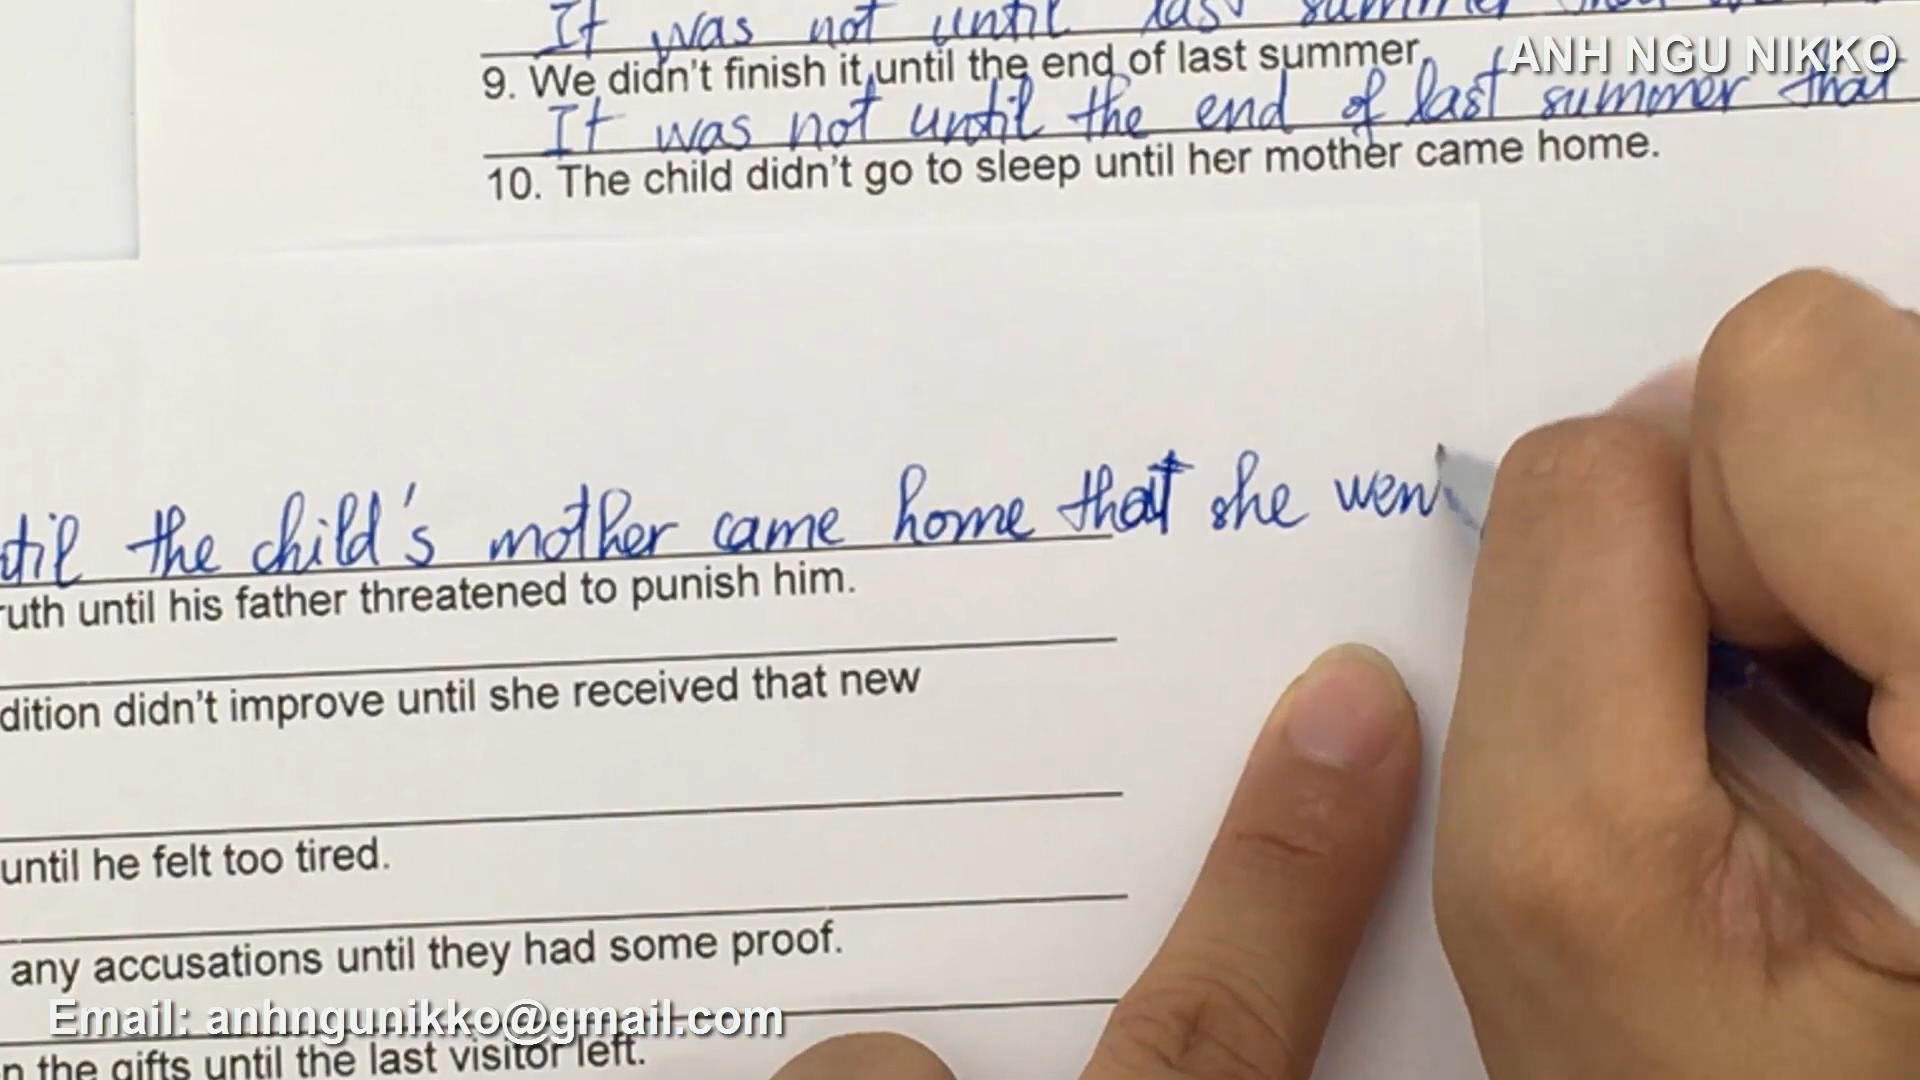 It was not until last summer that
9. We didn't finish it until the end of last summer.
ANH NGU NIKKO
It was not until the end of last summer that
10. The child didn't go to sleep until her mother came home.
til the child's mother came home that she wen
ruth until his father threatened to punish him.
dition didn't improve until she received that new
until he felt too tired.
any accusations until they had some proof.
Email: anhngunikko@gmail.com
n the gifts until the last visitor left.